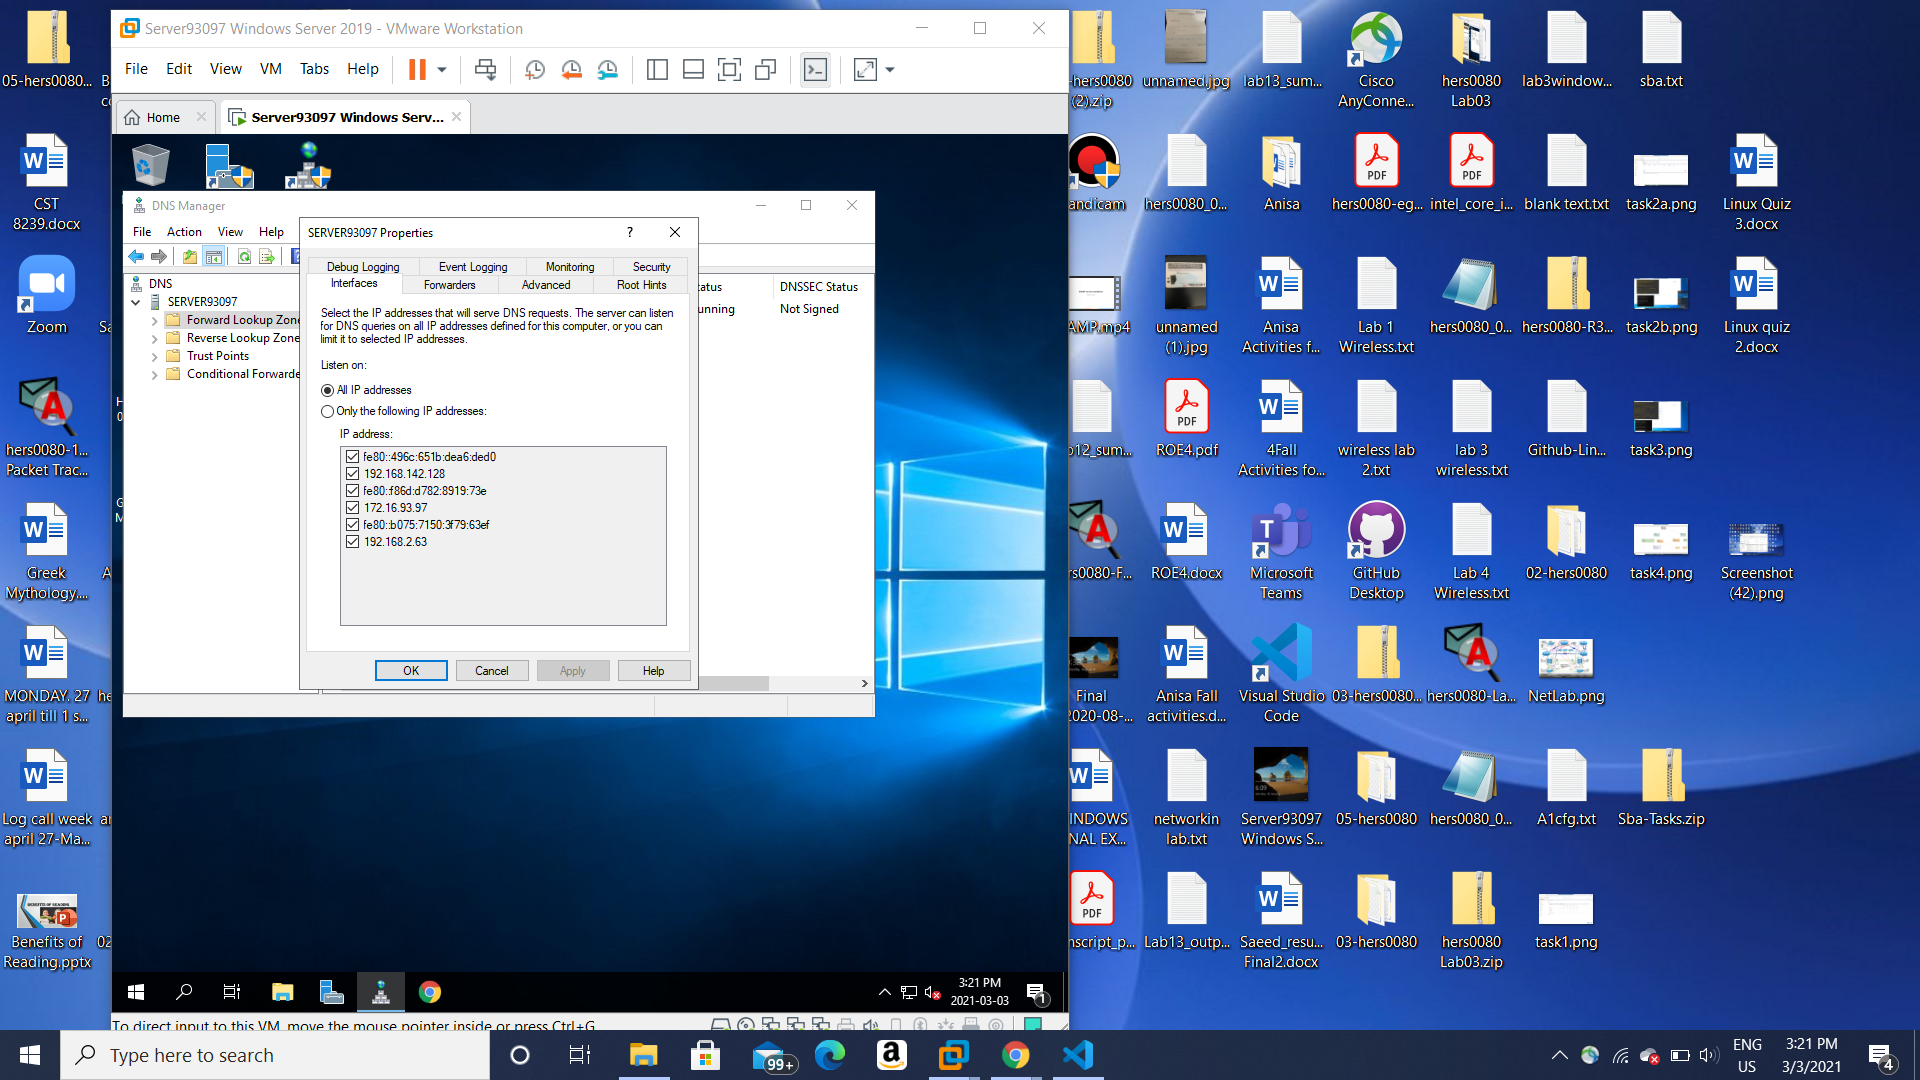 Server93097 Windows Server 2019 - VMware Workstation
File Edit View VM Tabs Help
Home
Server93097 Windows Serv...
DNS Manager
File Action View Help
DNS
SERVER93097
Forward Lookup Zone
Reverse Lookup Zone
Trust Points
Conditional Forwarde
DNSSEC Status
Not Signed
SERVER93097 Properties
Debug Logging Event Logging Monitoring Security
Interfaces Forwarders Advanced Root Hints
Select the IP addresses that will serve DNS requests. The server can listen
for DNS queries on all IP addresses defined for this computer, or you can
limit it to selected IP addresses.
Listen on:
All IP addresses
Only the following IP addresses:
IP address:
fe80::496c:651b:dea6:ded0
192.168.142.128
fe80::f86d:d782:8919:73e
172.16.93.97
fe80::b075:7150:3f79:63ef
192.168.2.63
OK Cancel Apply Help
3:21 PM
2021-03-03
1
To direct input to this VM, move the mouse pointer inside or press Ctrl+G.
05-hers0080...
CST
8239.docx
Zoom
hers0080-1...
Packet Trac...
Greek
Mythology....
MONDAY. 27
april till 1 s...
Log call week
april 27-Ma...
Benefits of
Reading.pptx
-hers0080
(2).zip
unnamed.jpg
lab13_sum...
Cisco
AnyConne...
hers0080
Lab03
lab3window...
sba.txt
andicam
hers0080_0...
Anisa
PDF
hers0080-eg...
PDF
intel_core_i...
blank text.txt
task2a.png
Linux Quiz
3.docx
AMP.mp4
unnamed
(1).jpg
Anisa
Activities f...
Lab 1
Wireless.txt
hers0080_0...
hers0080-R3...
task2b.png
Linux quiz
2.docx
b12_sum...
PDF
ROE4.pdf
4Fall
Activities fo...
wireless lab
2.txt
lab 3
wireless.txt
Github-Lin...
task3.png
rs0080-F...
ROE4.docx
Microsoft
Teams
GitHub
Desktop
Lab 4
Wireless.txt
02-hers0080
task4.png
Screenshot
(42).png
Final
2020-08-...
Anisa Fall
activities.d...
Visual Studio
Code
03-hers0080...
hers0080-La...
NetLab.png
INDOWS
NAL EX...
networkin
lab.txt
6:09
Server93097
Windows S...
05-hers0080
hers0080_0...
A1cfg.txt
Sba-Tasks.zip
PDF
nscript_p...
Lab13_outp...
Saeed_resu...
Final2.docx
03-hers0080
hers0080
Lab03.zip
task1.png
Type here to search
99+
ENG
US
3:21 PM
3/3/2021
4